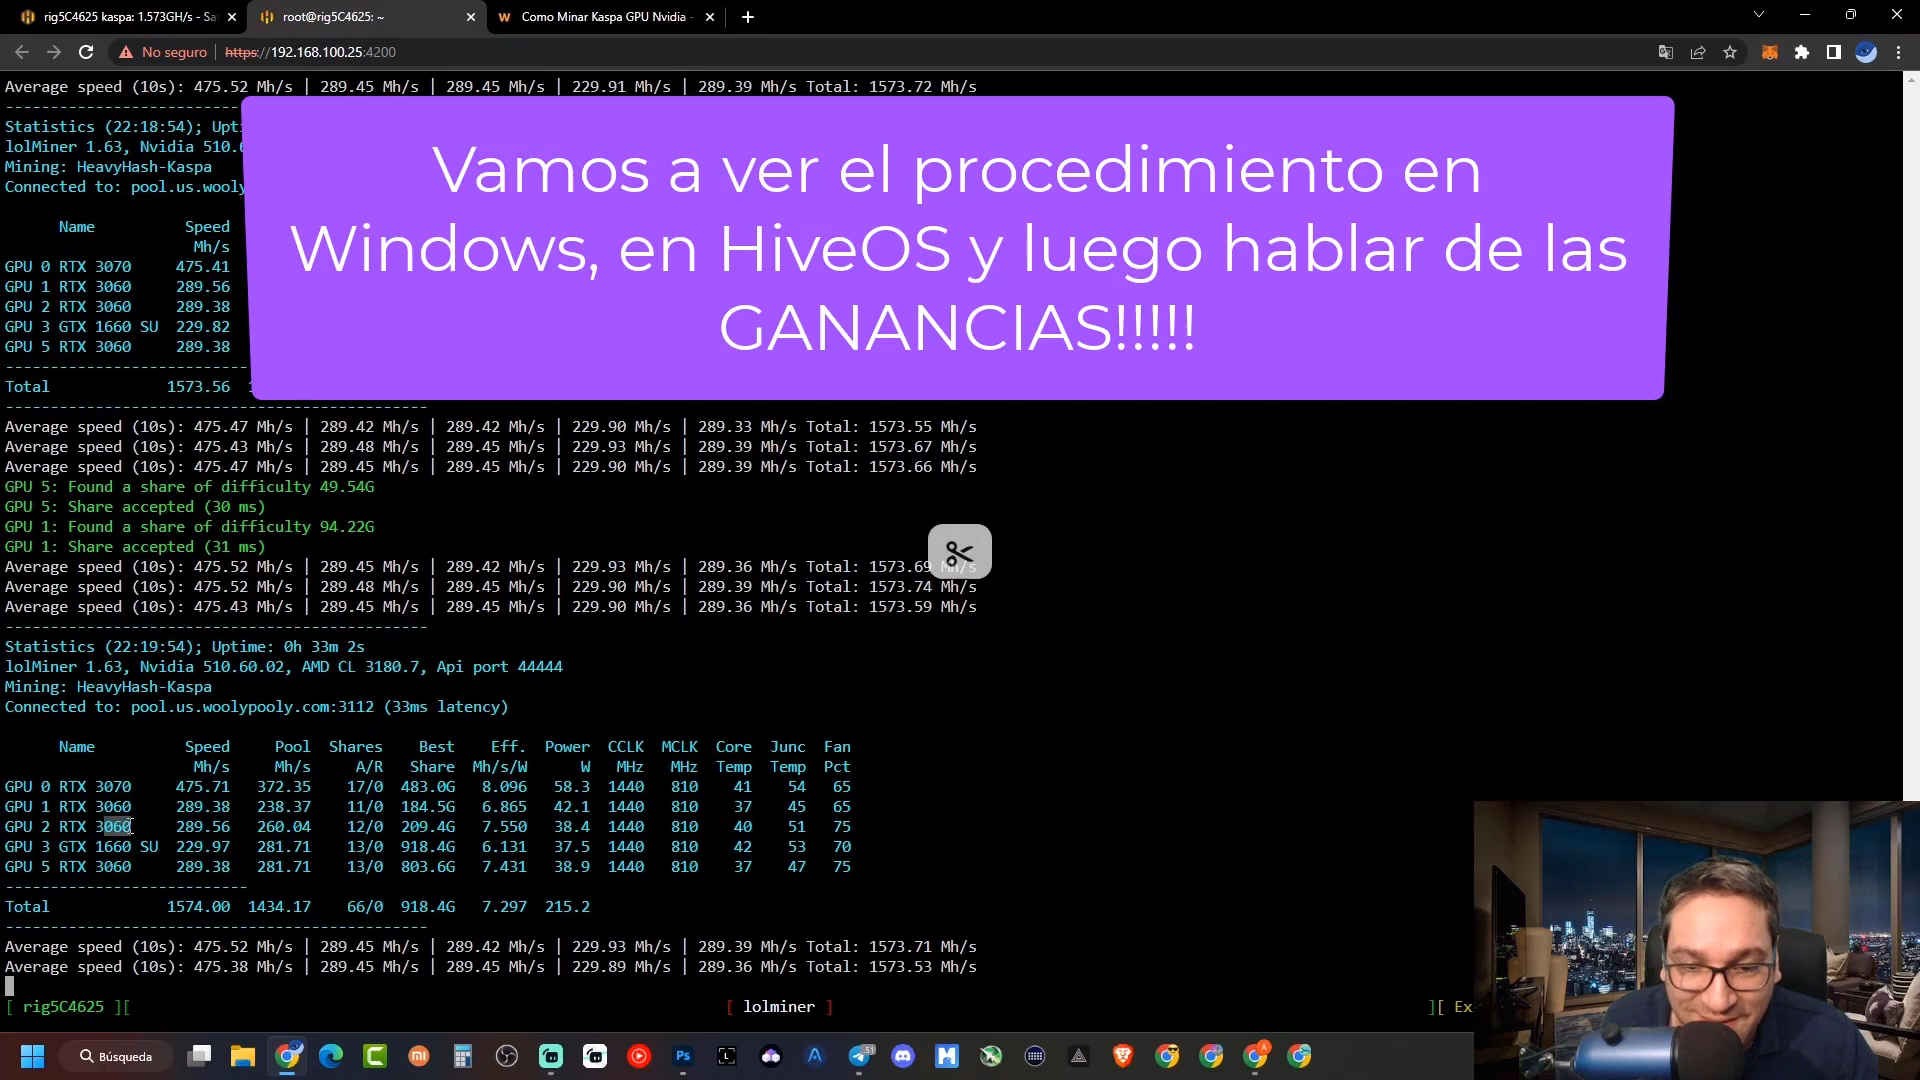 rig5C4625 kaspa: 1.573GH/s - Sa
root@rig5C4625: ~
Como Minar Kaspa GPU Nvidia -
No seguro
https://192.168.100.25:4200
Average speed (10s): 475.52 Mh/s | 289.45 Mh/s | 289.45 Mh/s | 229.91 Mh/s | 289.39 Mh/s Total: 1573.72 Mh/s
Statistics (22:18:54); Upt
lolMiner 1.63, Nvidia 510.6
Mining: HeavyHash-Kaspa
Connected to: pool.us.wooly
Name Speed
Mh/s
GPU 0 RTX 3070 475.41
GPU 1 RTX 3060 289.56
GPU 2 RTX 3060 289.38
GPU 3 GTX 1660 SU 229.82
GPU 5 RTX 3060 289.38
Total 1573.56
Vamos a ver el procedimiento en
Windows, en HiveOS y luego hablar de las
GANANCIAS!!!!!
Average speed (10s): 475.47 Mh/s | 289.42 Mh/s | 289.42 Mh/s | 229.90 Mh/s | 289.33 Mh/s Total: 1573.55 Mh/s
Average speed (10s): 475.43 Mh/s | 289.48 Mh/s | 289.45 Mh/s | 229.93 Mh/s | 289.39 Mh/s Total: 1573.67 Mh/s
Average speed (10s): 475.47 Mh/s | 289.45 Mh/s | 289.45 Mh/s | 229.90 Mh/s | 289.39 Mh/s Total: 1573.66 Mh/s
GPU 5: Found a share of difficulty 49.54G
GPU 5: Share accepted (30 ms)
GPU 1: Found a share of difficulty 94.22G
GPU 1: Share accepted (31 ms)
Average speed (10s): 475.52 Mh/s | 289.45 Mh/s | 289.42 Mh/s | 229.93 Mh/s | 289.36 Mh/s Total: 1573.69 Mh/s
Average speed (10s): 475.52 Mh/s | 289.48 Mh/s | 289.45 Mh/s | 229.90 Mh/s | 289.39 Mh/s Total: 1573.74 Mh/s
Average speed (10s): 475.43 Mh/s | 289.45 Mh/s | 289.45 Mh/s | 229.90 Mh/s | 289.36 Mh/s Total: 1573.59 Mh/s
Statistics (22:19:54); Uptime: 0h 33m 2s
lolMiner 1.63, Nvidia 510.60.02, AMD CL 3180.7, Api port 44444
Mining: HeavyHash-Kaspa
Connected to: pool.us.woolypooly.com:3112 (33ms latency)
Name Speed Pool Shares Best Eff. Power CCLK MCLK Core Junc Fan
Mh/s Mh/s A/R Share Mh/s/W W MHz MHz Temp Temp Pct
GPU 0 RTX 3070 475.71 372.35 17/0 483.0G 8.096 58.3 1440 810 41 54 65
GPU 1 RTX 3060 289.38 238.37 11/0 184.5G 6.865 42.1 1440 810 37 45 65
GPU 2 RTX 3060 289.56 260.04 12/0 209.4G 7.550 38.4 1440 810 40 51 75
GPU 3 GTX 1660 SU 229.97 281.71 13/0 918.4G 6.131 37.5 1440 810 42 53 70
GPU 5 RTX 3060 289.38 281.71 13/0 803.6G 7.431 38.9 1440 810 37 47 75
Total 1574.00 1434.17 66/0 918.4G 7.297 215.2
Average speed (10s): 475.52 Mh/s | 289.45 Mh/s | 289.42 Mh/s | 229.93 Mh/s | 289.39 Mh/s Total: 1573.71 Mh/s
Average speed (10s): 475.38 Mh/s | 289.45 Mh/s | 289.45 Mh/s | 229.89 Mh/s | 289.36 Mh/s Total: 1573.53 Mh/s
[ rig5C4625 ][ [ lolminer ] ][ Ex
Búsqueda